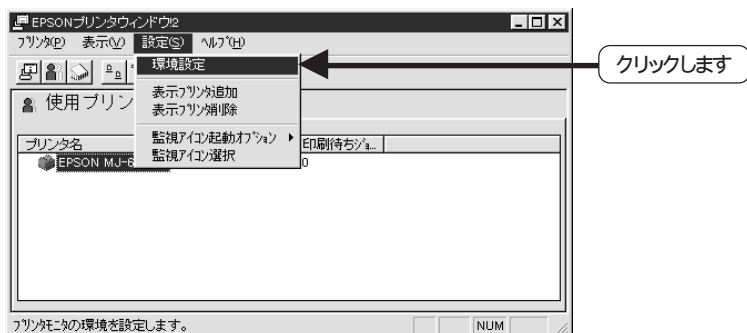 EPSONプリンタウィンドウ!2
プリンタ(P) 表示(V) 設定(S) ヘルプ(H)
環境設定
クリックします
表示プリンタ追加
使用プリン
表示プリンタ削除
監視アイコン起動オプション
プリンタ名
印刷待ちジョ...
監視アイコン選択
EPSON MJ-6
0
プリンタモニタの環境を設定します。
NUM